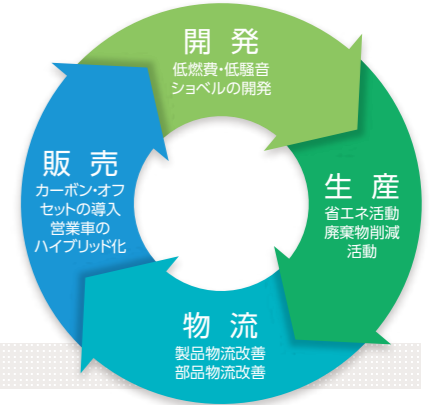 開発
低燃費・低騒音
ショベルの開発
生産
省エネ活動
廃棄物削減
活動
物流
製品物流改善
部品物流改善
販売
カーボン・オフ
セットの導入
営業車の
ハイブリッド化